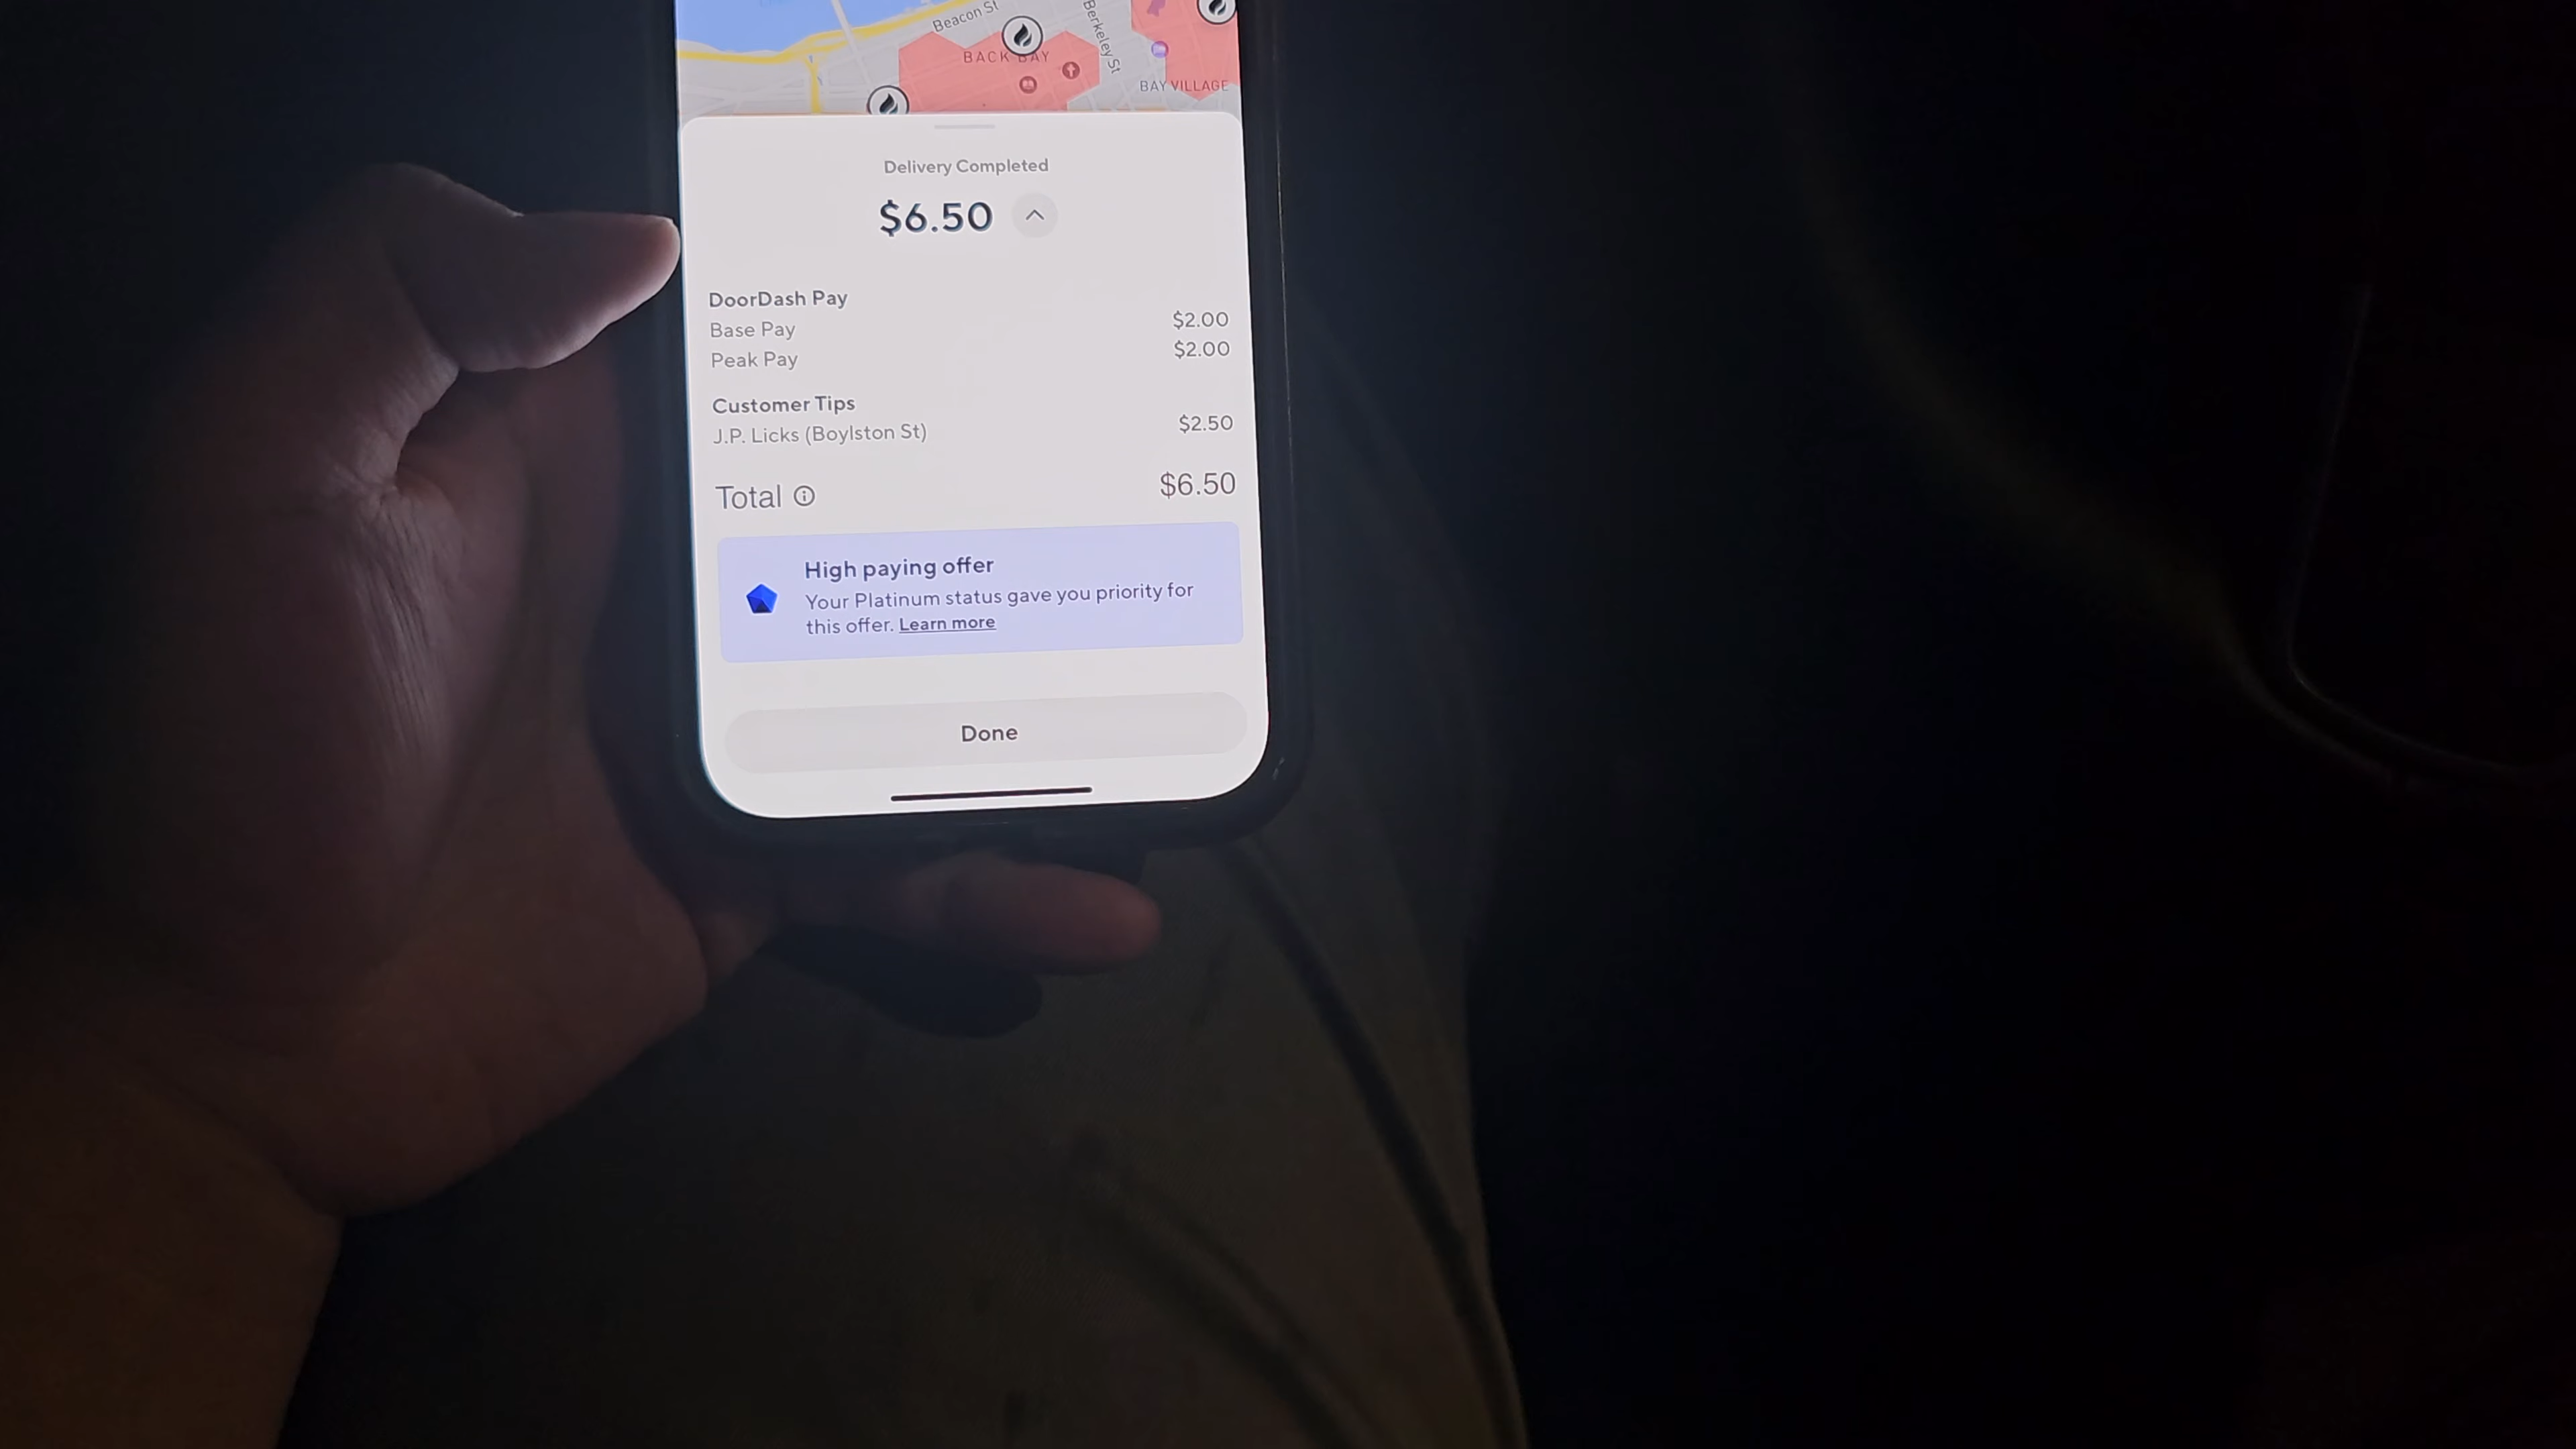 Beacon St
Berkeley St
BACK BAY
BAY VILLAGE
Delivery Completed
$6.50
DoorDash Pay
Base Pay $2.00
Peak Pay $2.00
Customer Tips
J.P. Licks (Boylston St) $2.50
Total $6.50
High paying offer
Your Platinum status gave you priority for
this offer. Learn more
Done